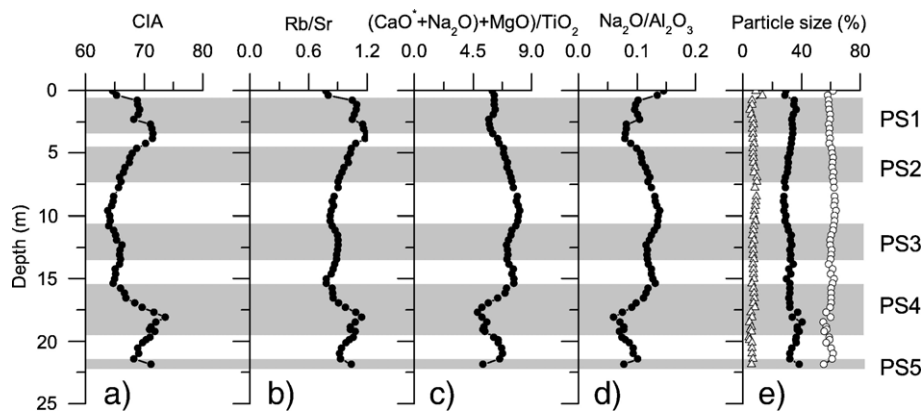 CIA Rb/Sr (CaO*+Na₂O)+MgO)/TiO₂ Na₂O/Al₂O₃ Particle size (%)
60 70 80 0.0 0.6 1.2 0.0 4.5 9.0 0.0 0.1 0.2 0 40 80
0
PS1
5
PS2
10
PS3
15
PS4
20
PS5
25
Depth (m)
a) b) c) d) e)